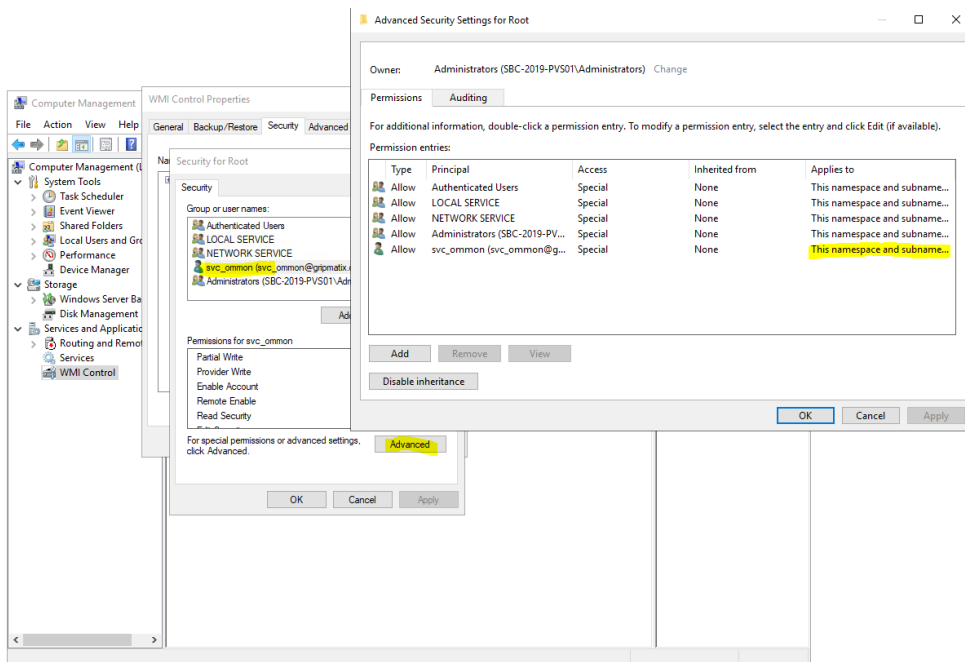 Advanced Security Settings for Root
Owner: Administrators (SBC-2019-PVS01\Administrators) Change
Permissions Auditing
For additional information, double-click a permission entry. To modify a permission entry, select the entry and click Edit (if available).
Permission entries:
Type Principal Access Inherited from Applies to
Allow Authenticated Users Special None This namespace and subname...
Allow LOCAL SERVICE Special None This namespace and subname...
Allow NETWORK SERVICE Special None This namespace and subname...
Allow Administrators (SBC-2019-PV... Special None This namespace and subname...
Allow svc_ommon (svc_ommon@g... Special None This namespace and subname...
Add Remove View
Disable inheritance
OK Cancel Apply
WMI Control Properties
General Backup/Restore Security Advanced
Security for Root
Security
Group or user names:
Authenticated Users
LOCAL SERVICE
NETWORK SERVICE
svc_ommon (svc_ommon@gripmatix.
Administrators (SBC-2019-PVS01\Adm
Permissions for svc_ommon
Partial Write
Provider Write
Enable Account
Remote Enable
Read Security
For special permissions or advanced settings,
click Advanced.
Advanced
OK Cancel Apply
Computer Management
File Action View Help
Computer Management (L
System Tools
Task Scheduler
Event Viewer
Shared Folders
Local Users and Gro
Performance
Device Manager
Storage
Windows Server Ba
Disk Management
Services and Applicatio
Routing and Remot
Services
WMI Control